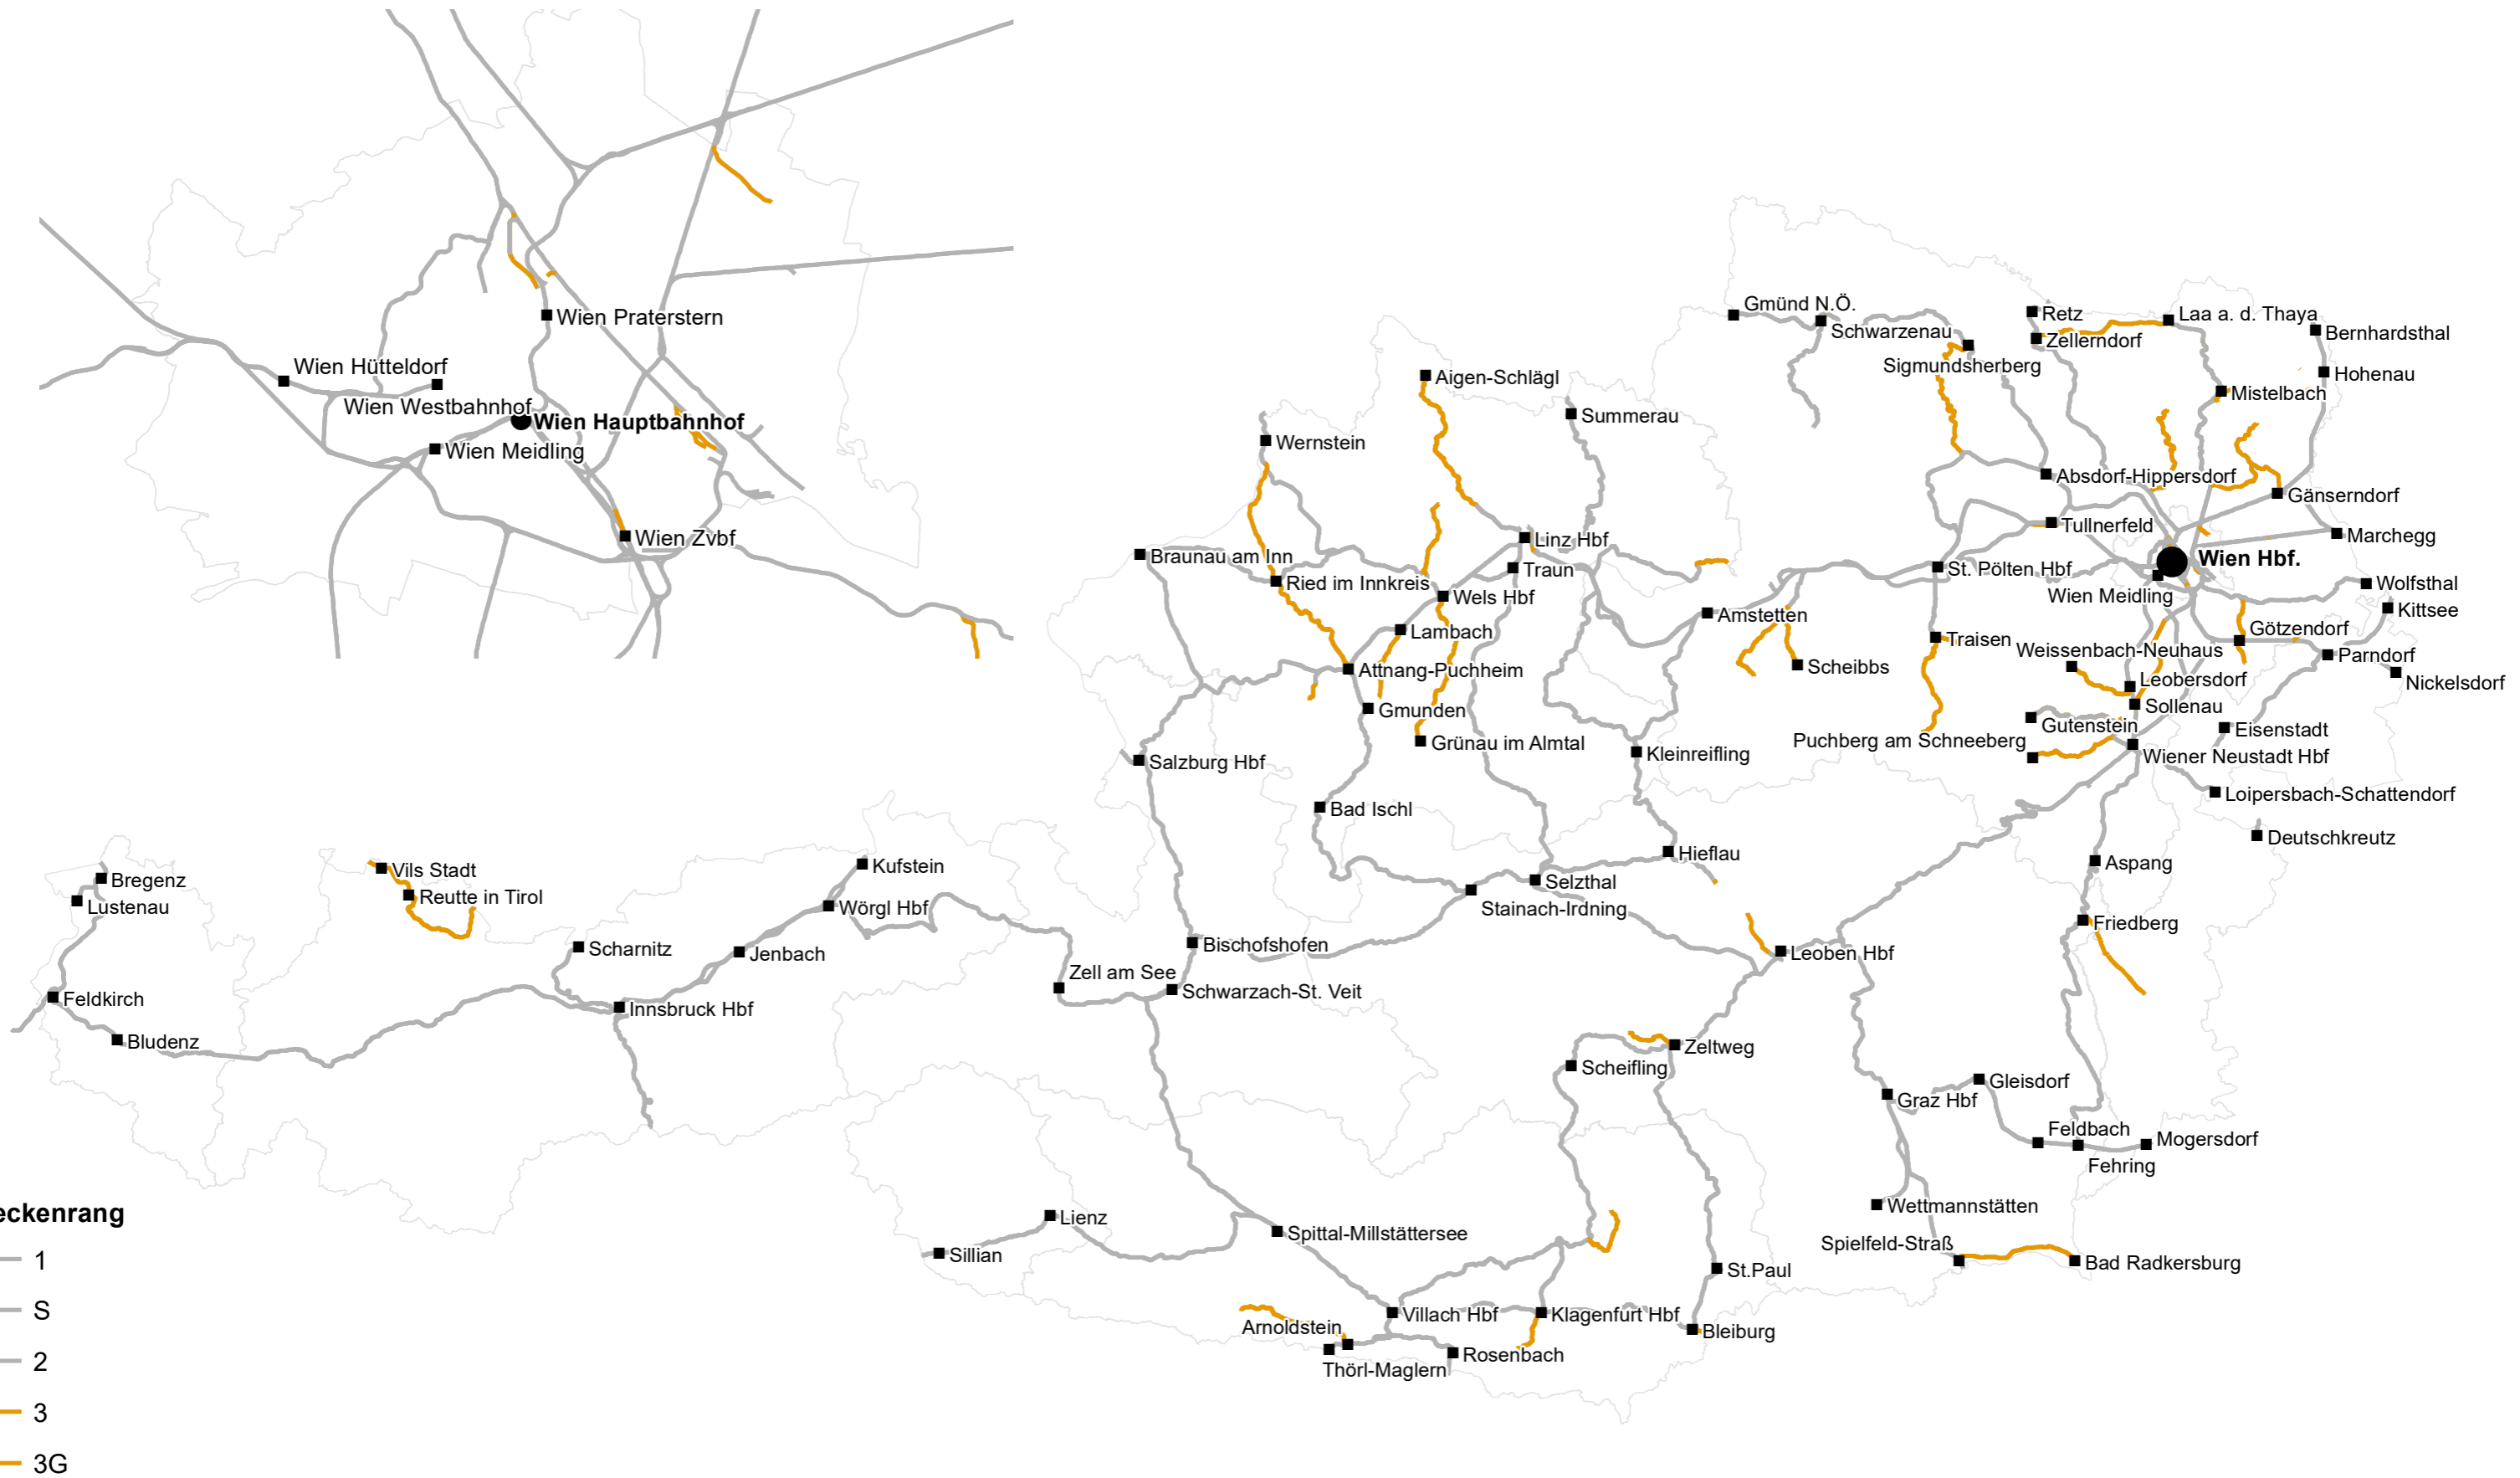 Wien Praterstern
Wien Hütteldorf
Wien Westbahnhof
Wien Hauptbahnhof
Wien Meidling
Wien Zvbf
Gmünd N.Ö.
Schwarzenau
Sigmundsherberg
Retz
Zellerndorf
Laa a. d. Thaya
Bernhardsthal
Hohenau
Mistelbach
Aigen-Schlägl
Summerau
Wernstein
Absdorf-Hippersdorf
Gänserndorf
Tullnerfeld
Marchegg
Linz Hbf
Braunau am Inn
Traun
Ried im Innkreis
Wels Hbf
St. Pölten Hbf
Wien Hbf.
Wien Meidling
Wolfsthal
Kittsee
Amstetten
Lambach
Götzendorf
Traisen
Weissenbach-Neuhaus
Parndorf
Attnang-Puchheim
Scheibbs
Leobersdorf
Nickelsdorf
Gmunden
Sollenau
Gutenstein
Eisenstadt
Grünau im Almtal
Puchberg am Schneeberg
Kleinreifling
Wiener Neustadt Hbf
Salzburg Hbf
Loipersbach-Schattendorf
Bad Ischl
Deutschkreutz
Hieflau
Aspang
Vils Stadt
Kufstein
Bregenz
Lustenau
Reutte in Tirol
Wörgl Hbf
Selzthal
Stainach-Irdning
Friedberg
Scharnitz
Jenbach
Bischofshofen
Leoben Hbf
Zell am See
Schwarzach-St. Veit
Feldkirch
Innsbruck Hbf
Bludenz
Zeltweg
Scheifling
Gleisdorf
Graz Hbf
Feldbach
Mogersdorf
Fehring
Wettmannstätten
Lienz
Spittal-Millstättersee
Sillian
Spielfeld-Straß
Bad Radkersburg
St.Paul
Villach Hbf
Klagenfurt Hbf
Arnoldstein
Bleiburg
Thörl-Maglern
Rosenbach
eckenrang
1
S
2
3
3G